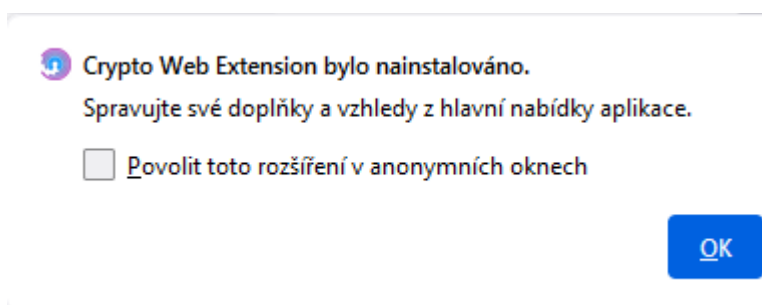 Crypto Web Extension bylo nainstalováno.
Spravujte své doplňky a vzhledy z hlavní nabídky aplikace.
Povolit toto rozšíření v anonymních oknech
OK